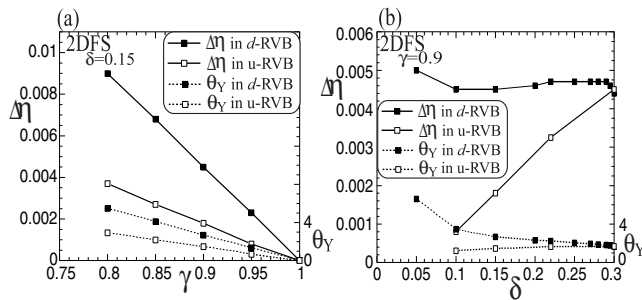 (a)
2DFS
δ=0.15
Δη in d-RVB
Δη in u-RVB
θY in d-RVB
θY in u-RVB
0.01
0.008
0.006
0.004
0.002
0
Δη
4
0
θY
0.75 0.8 0.85 0.9 0.95 1
γ
(b)
2DFS
γ=0.9
Δη in d-RVB
Δη in u-RVB
θY in d-RVB
θY in u-RVB
0.006
0.005
0.004
0.003
0.002
0.001
0
Δη
4
0
θY
0 0.05 0.1 0.15 0.2 0.25 0.3
δ